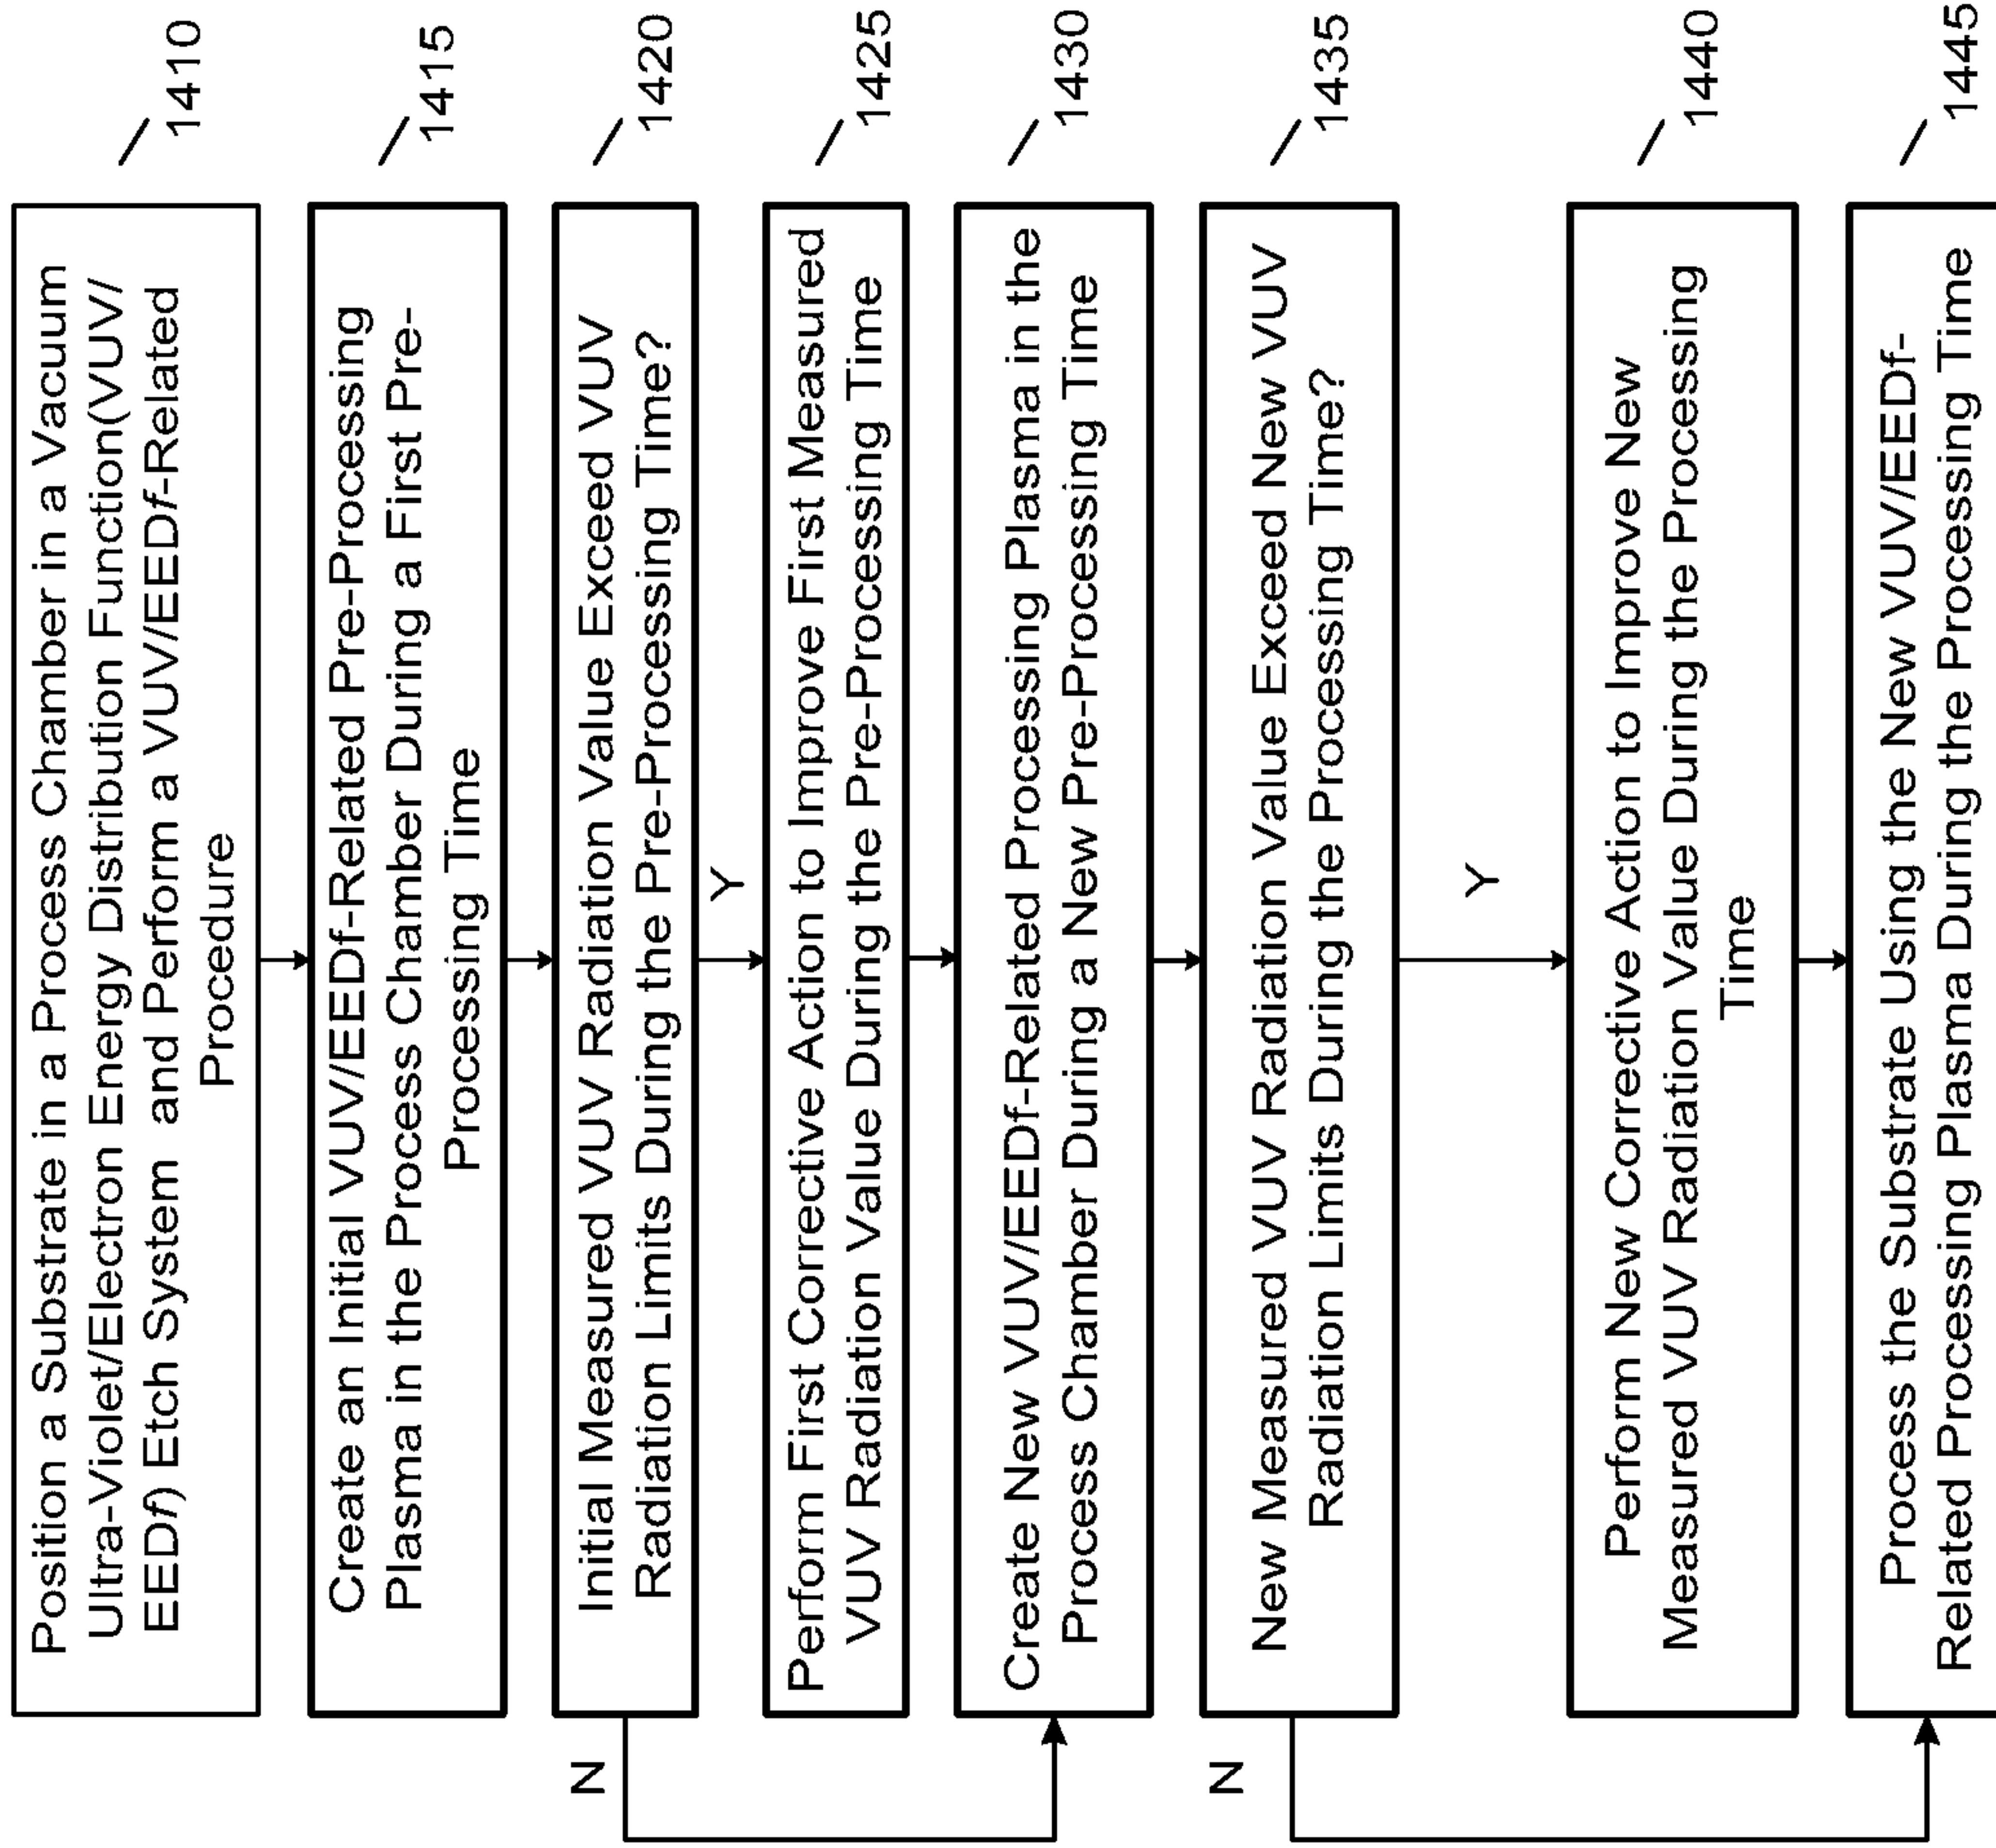 Position a Substrate in a Process Chamber in a Vacuum
Ultra-Violet/Electron Energy Distribution Function(VUV/
EEDf) Etch System and Perform a VUV/EEDf-Related
Procedure
1410
Create an Initial VUV/EEDf-Related Pre-Processing
Plasma in the Process Chamber During a First Pre-
Processing Time
1415
Initial Measured VUV Radiation Value Exceed VUV
Radiation Limits During the Pre-Processing Time?
1420
N
Y
Perform First Corrective Action to Improve First Measured
VUV Radiation Value During the Pre-Processing Time
1425
Create New VUV/EEDf-Related Processing Plasma in the
Process Chamber During a New Pre-Processing Time
1430
New Measured VUV Radiation Value Exceed New VUV
Radiation Limits During the Processing Time?
1435
N
Y
Perform New Corrective Action to Improve New
Measured VUV Radiation Value During the Processing
Time
1440
Process the Substrate Using the New VUV/EEDf-
Related Processing Plasma During the Processing Time
1445